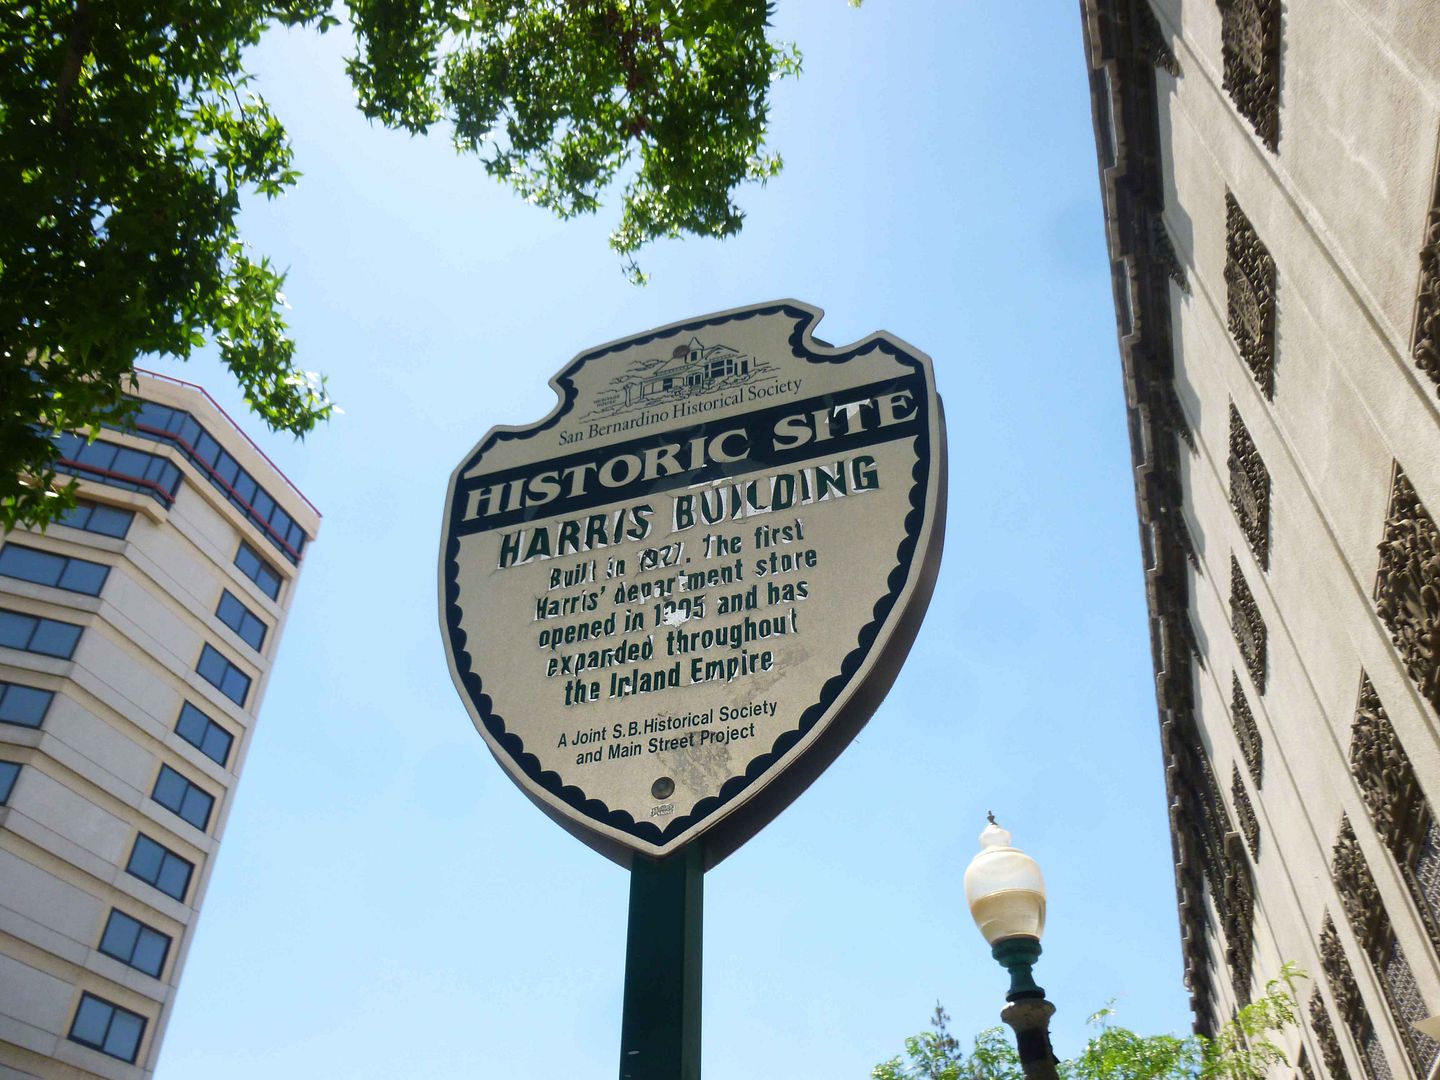 San Bernardino Historical Society
HISTORIC SITE
HARRIS BUILDING
Built in 1927. The first
Harris' department store
opened in 1905 and has
expanded throughout
the Inland Empire
A Joint S.B. Historical Society
and Main Street Project